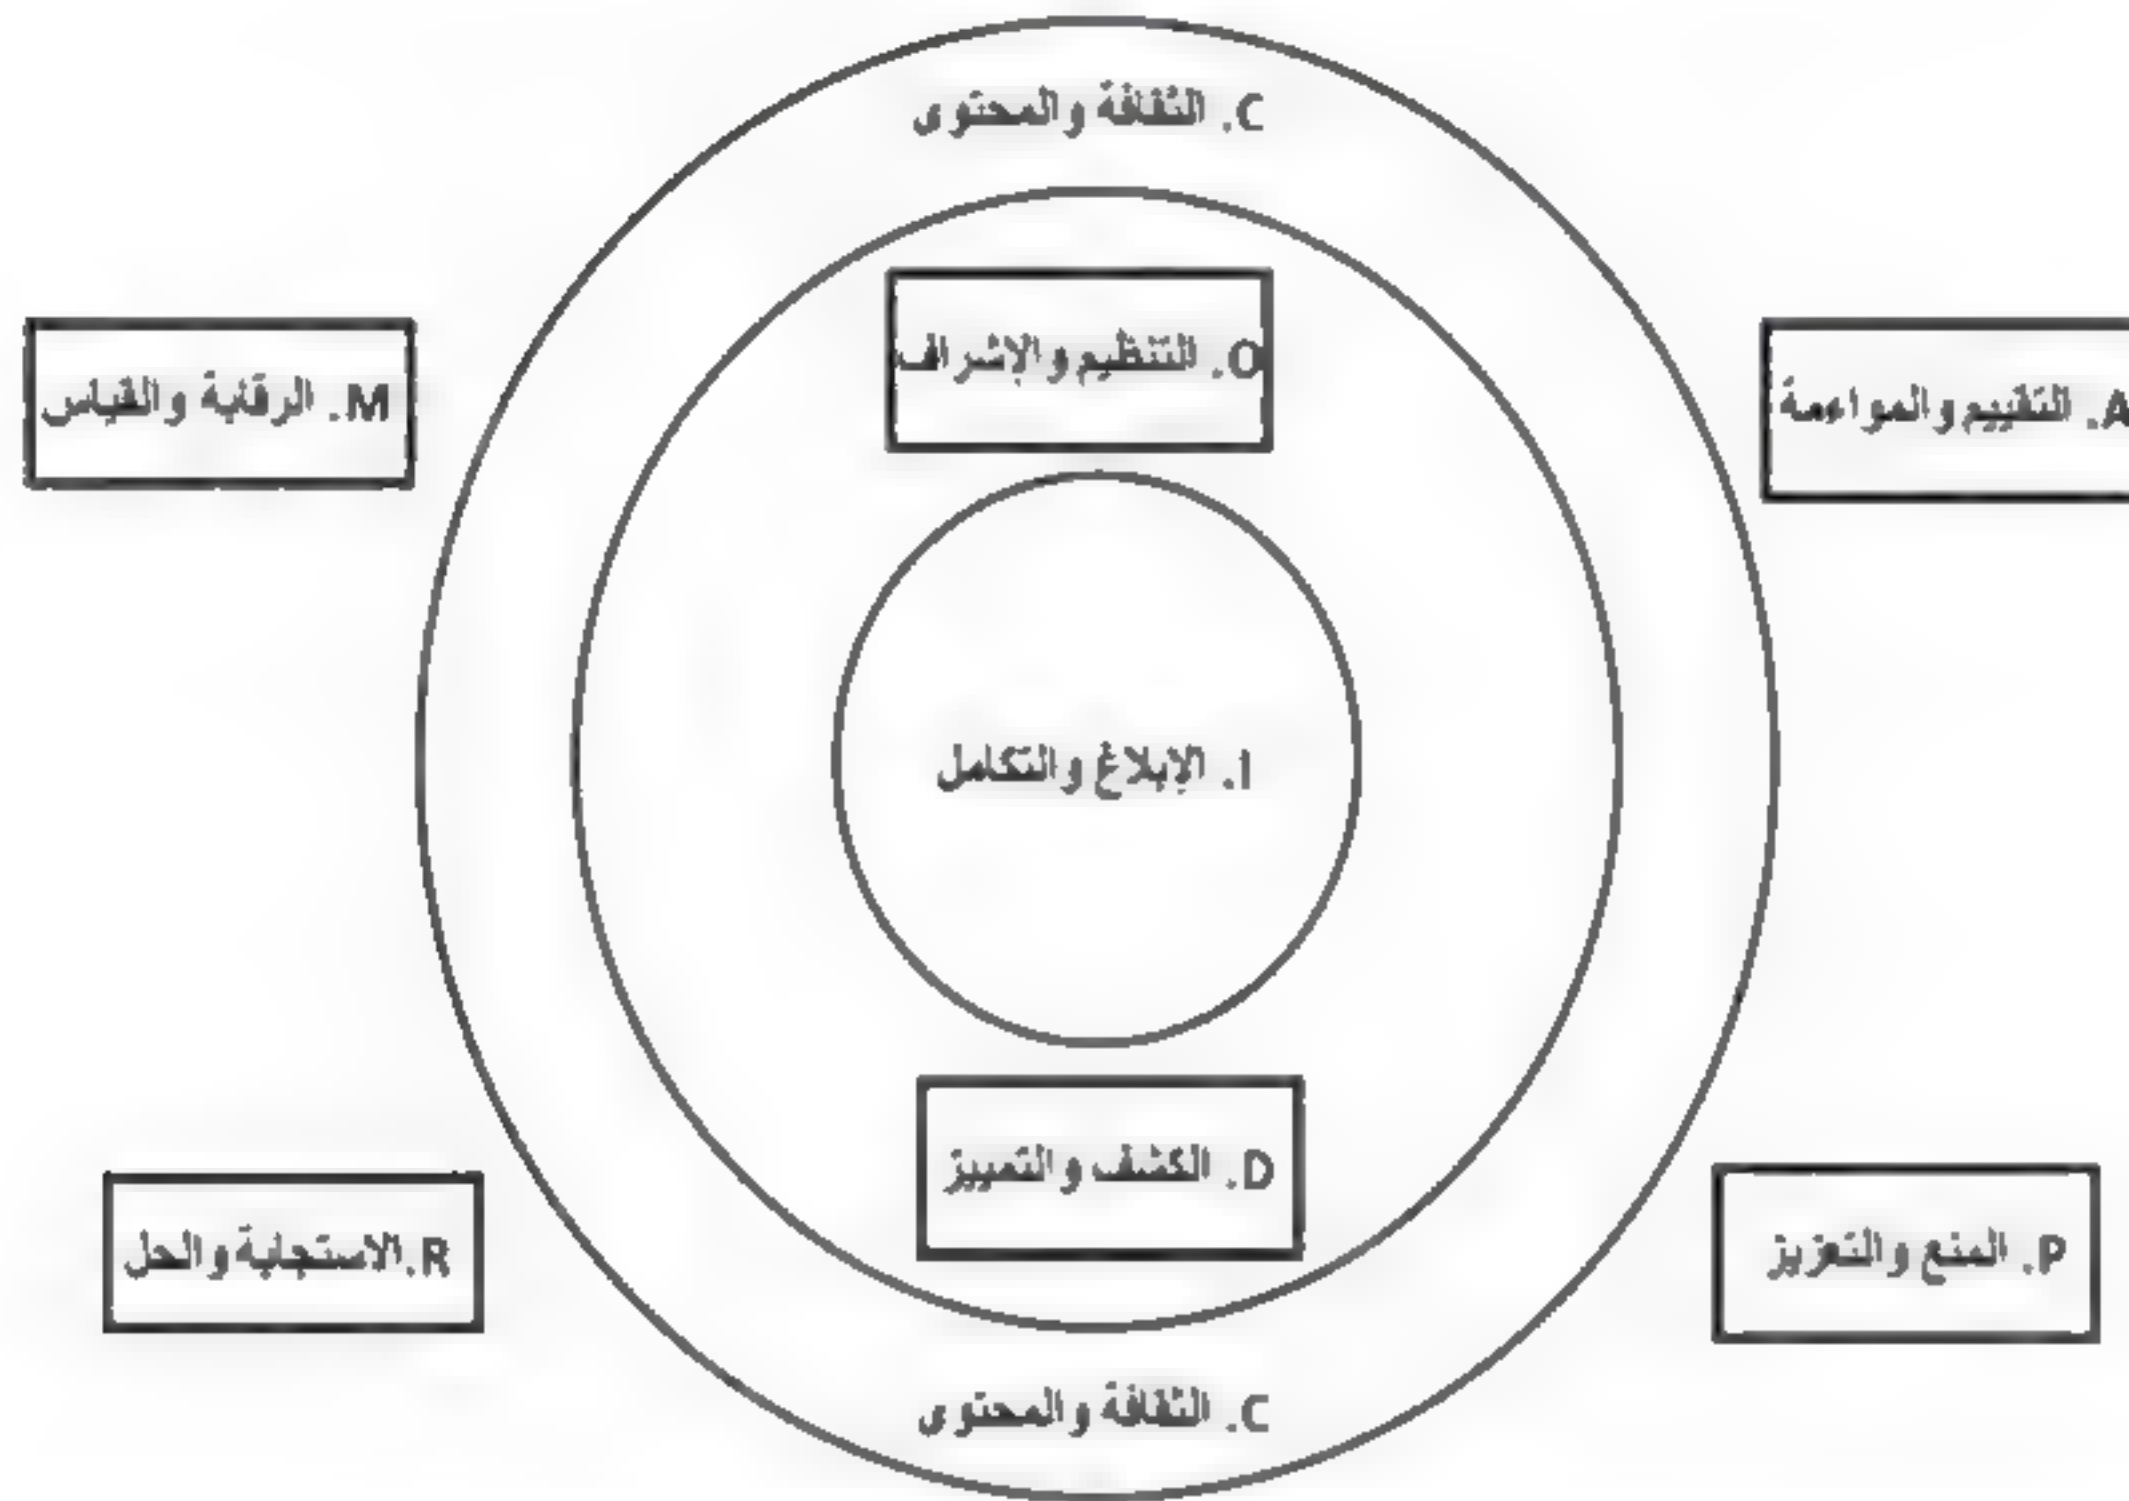 C. الثقافة والمحتوى
O. التنظيم والإشراف
A. التقييم والمواءمة
M. الرقابة والقياس
I. الإبلاغ والتكامل
D. الكشف والتمييز
P. المنع والتعزيز
R.الاستجابة والحل
C. الثقافة والمحتوى